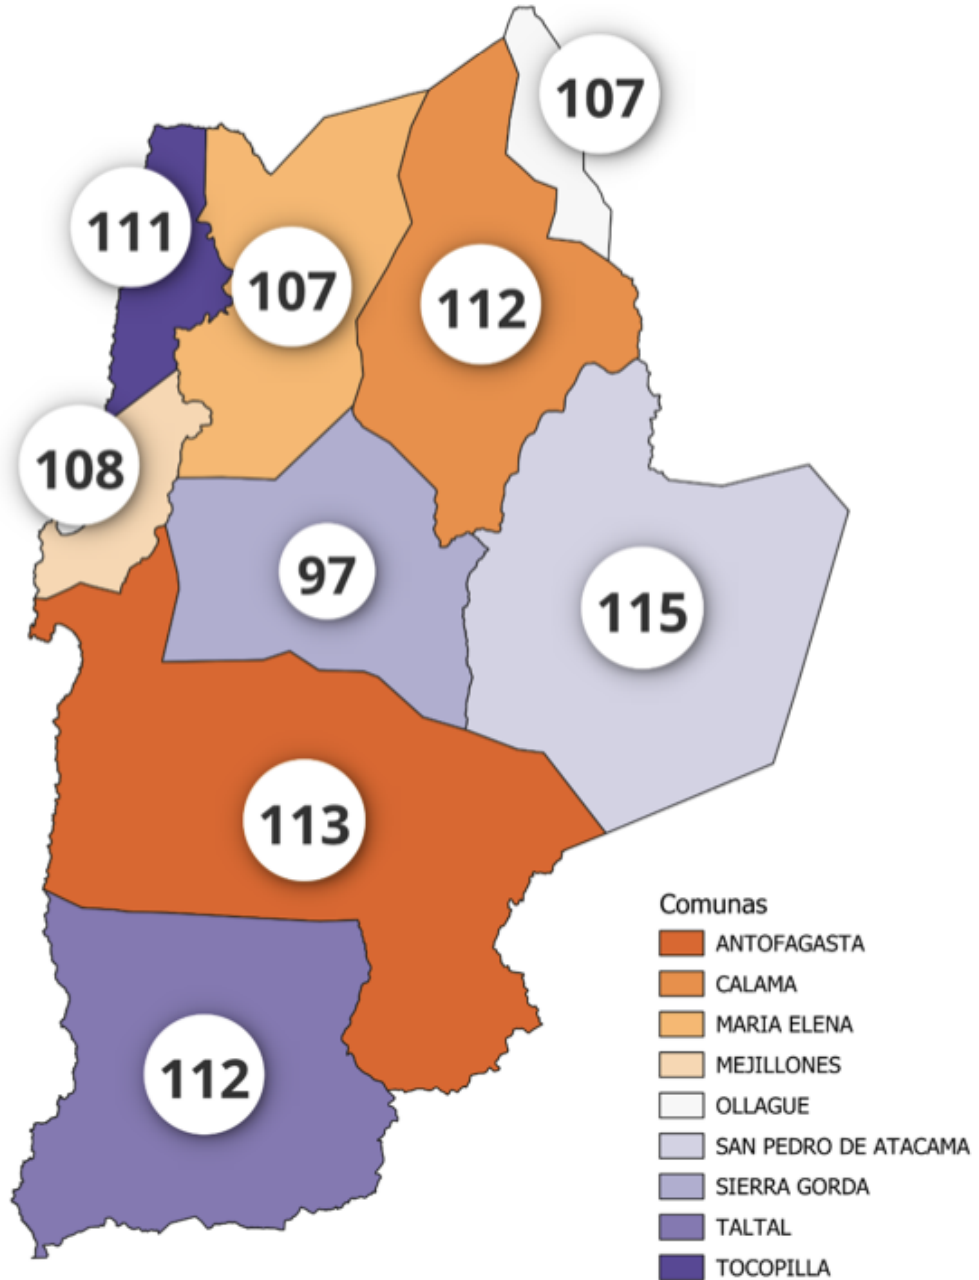 107
111
107
112
108
97
115
113
112
Comunas
ANTOFAGASTA
CALAMA
MARIA ELENA
MEJILLONES
OLLAGUE
SAN PEDRO DE ATACAMA
SIERRA GORDA
TALTAL
TOCOPILLA